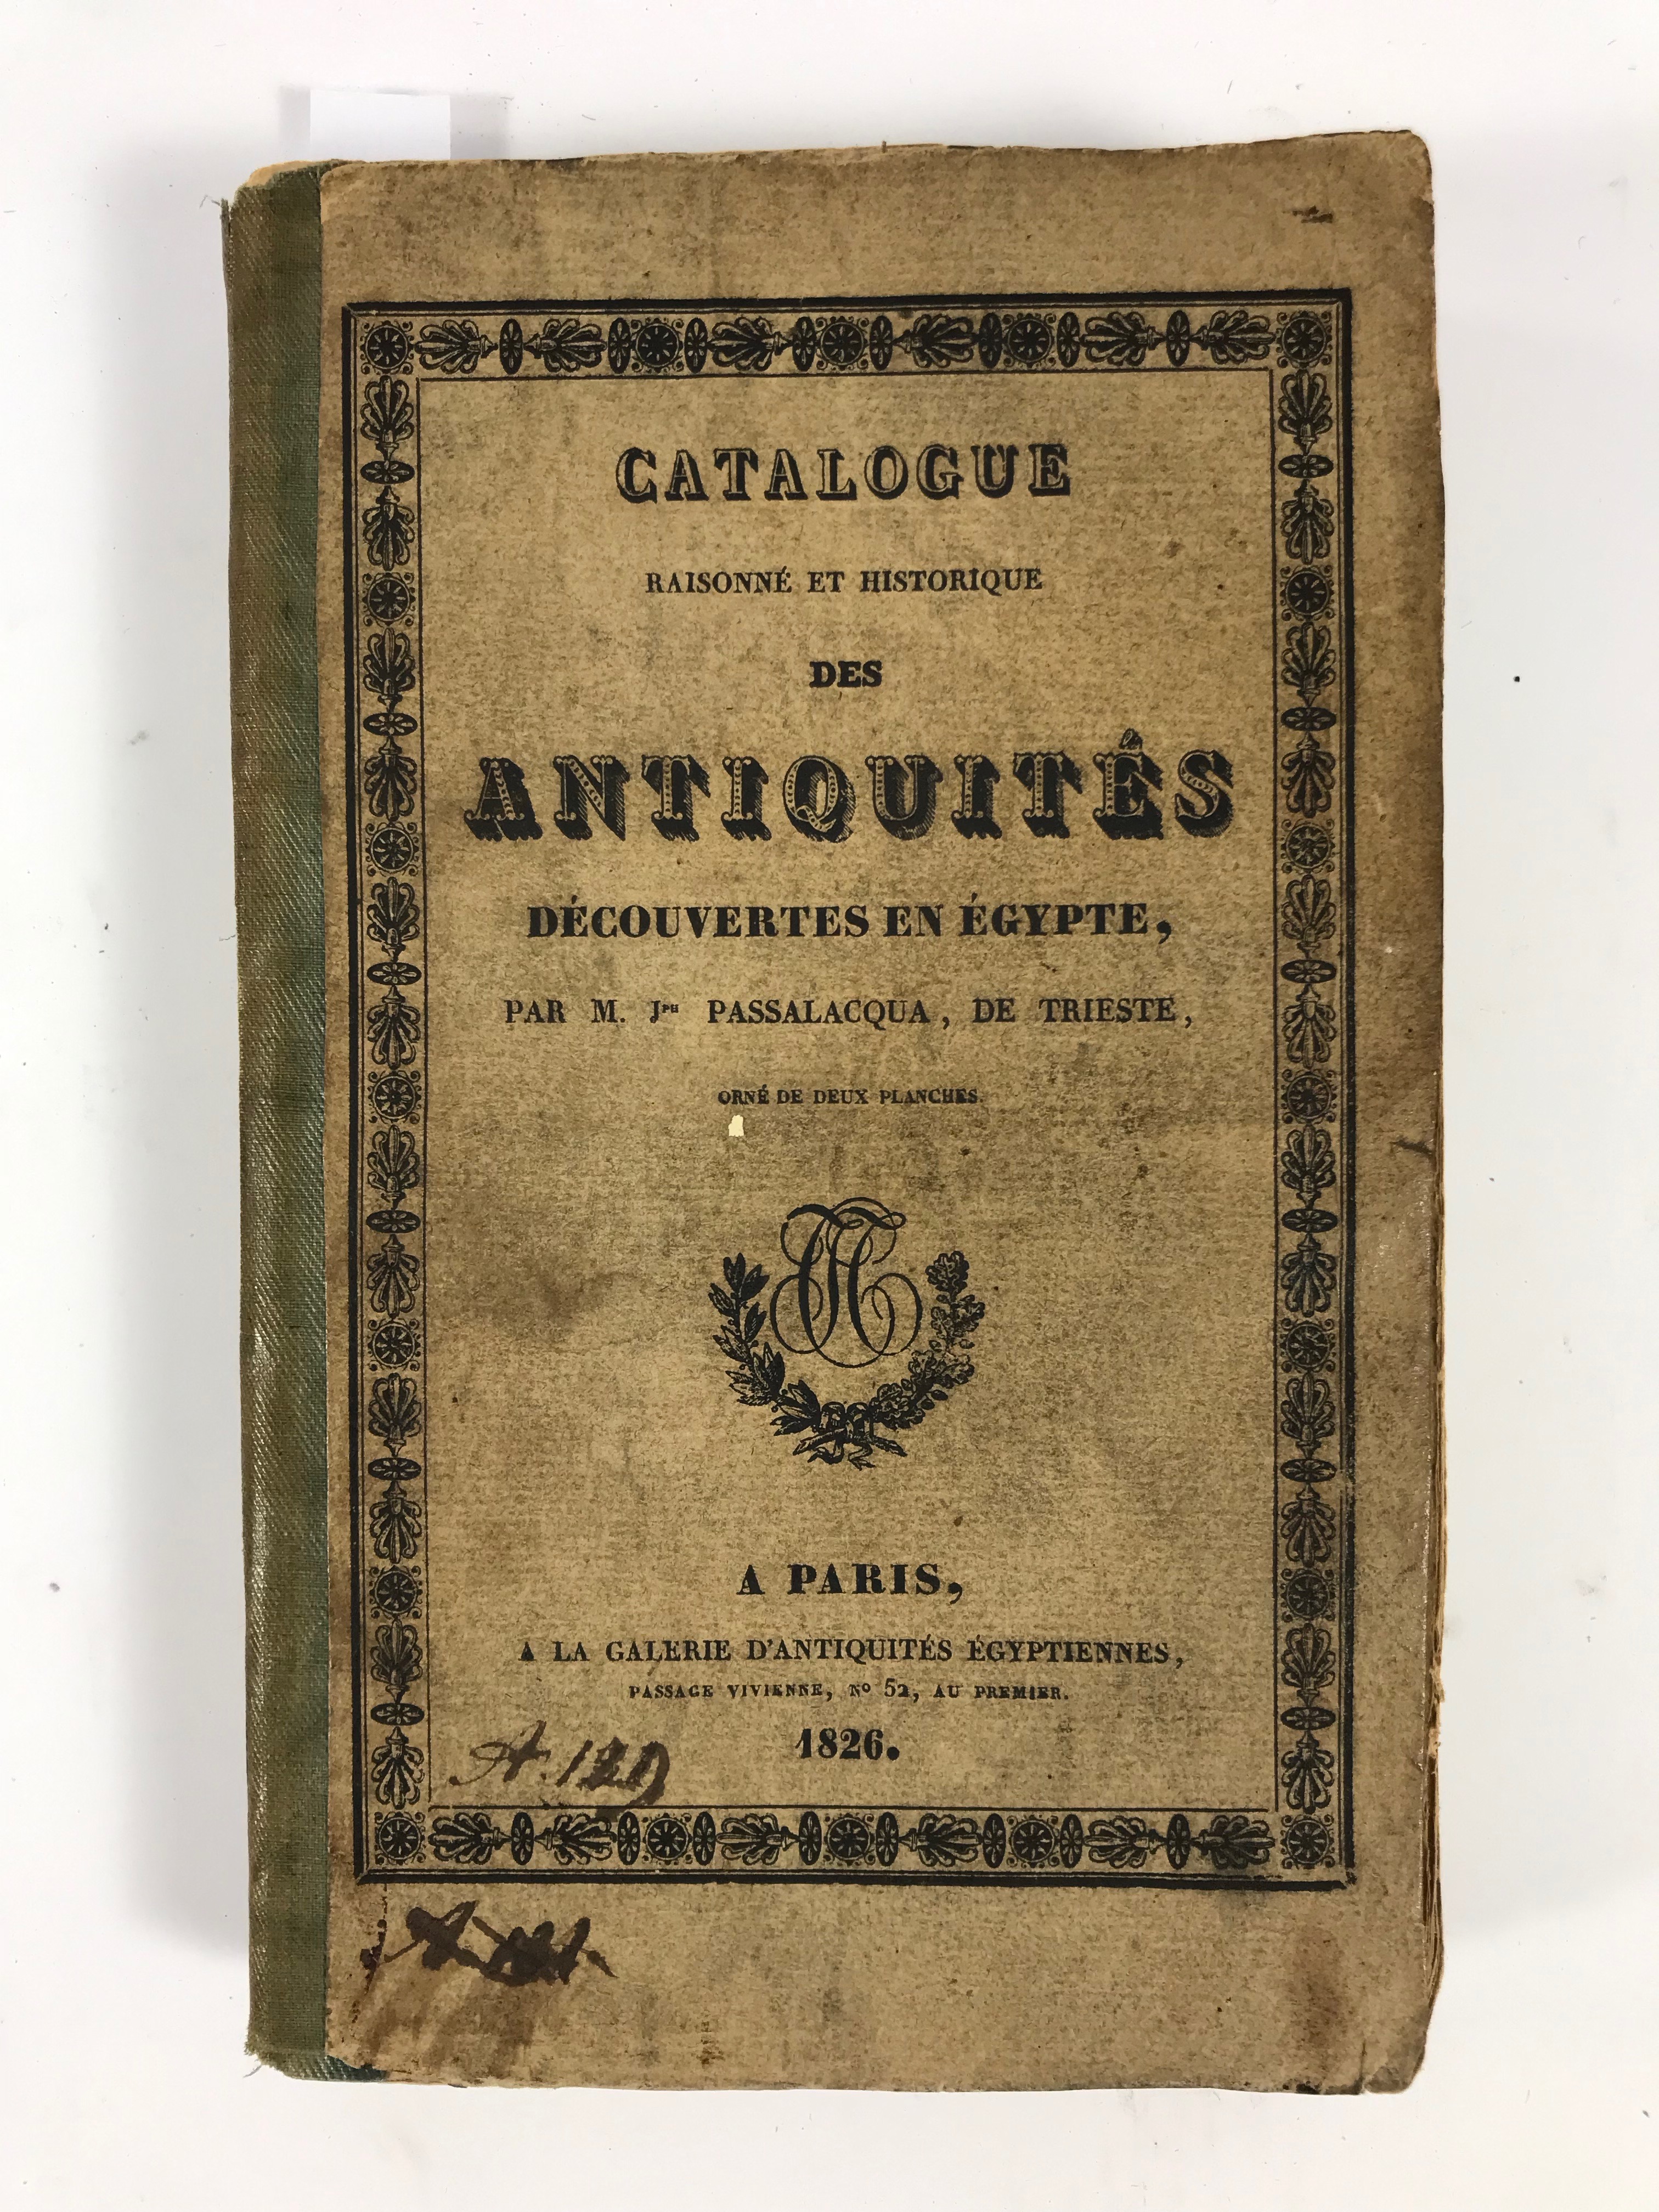 CATALOGUE
RAISONNÉ ET HISTORIQUE
DES
ANTIQUITÉS
DÉCOUVERTES EN ÉGYPTE,
PAR M. Jᴾᴴ PASSALACQUA, DE TRIESTE,
ORNÉ DE DEUX PLANCHES.
A PARIS,
A LA GALERIE D'ANTIQUITÉS ÉGYPTIENNES,
PASSAGE VIVIENNE, Nº 52, AU PREMIER.
1826.
A.